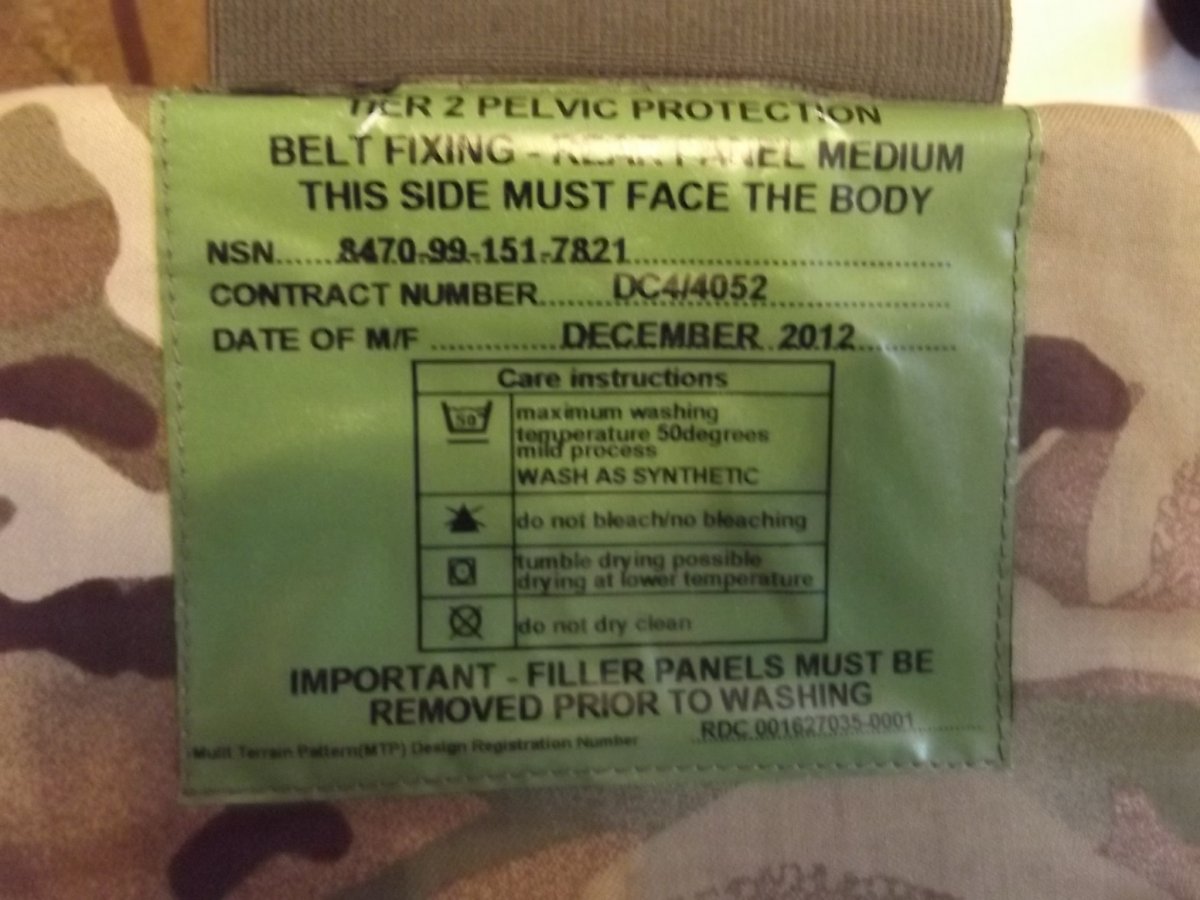 TIER 2 PELVIC PROTECTION
BELT FIXING - REAR PANEL MEDIUM
THIS SIDE MUST FACE THE BODY
NSN......8470-99-151-7821
CONTRACT NUMBER......DC4/4052
DATE OF M/F ............DECEMBER 2012
Care instructions
50
maximum washing
temperature 50degrees
mild process
WASH AS SYNTHETIC
do not bleach/no bleaching
tumble drying possible
drying at lower temperature
do not dry clean
IMPORTANT - FILLER PANELS MUST BE
REMOVED PRIOR TO WASHING
Multi Terrain Pattern(MTP) Design Registration Number RDC 001627035-0001